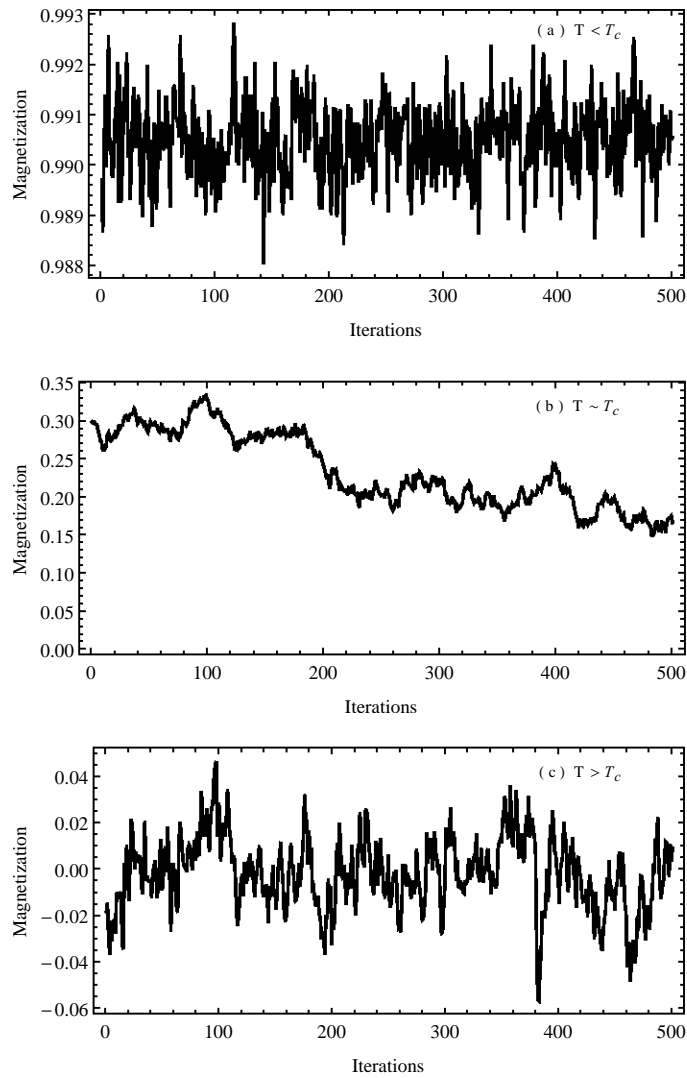 0.993
( a ) T < T_c
0.992
0.991
0.990
0.989
0.988
Magnetization
0 100 200 300 400 500
Iterations
0.35
( b ) T ~ T_c
0.30
0.25
0.20
0.15
0.10
0.05
0.00
Magnetization
0 100 200 300 400 500
Iterations
( c ) T > T_c
0.04
0.02
0.00
−0.02
−0.04
−0.06
Magnetization
0 100 200 300 400 500
Iterations